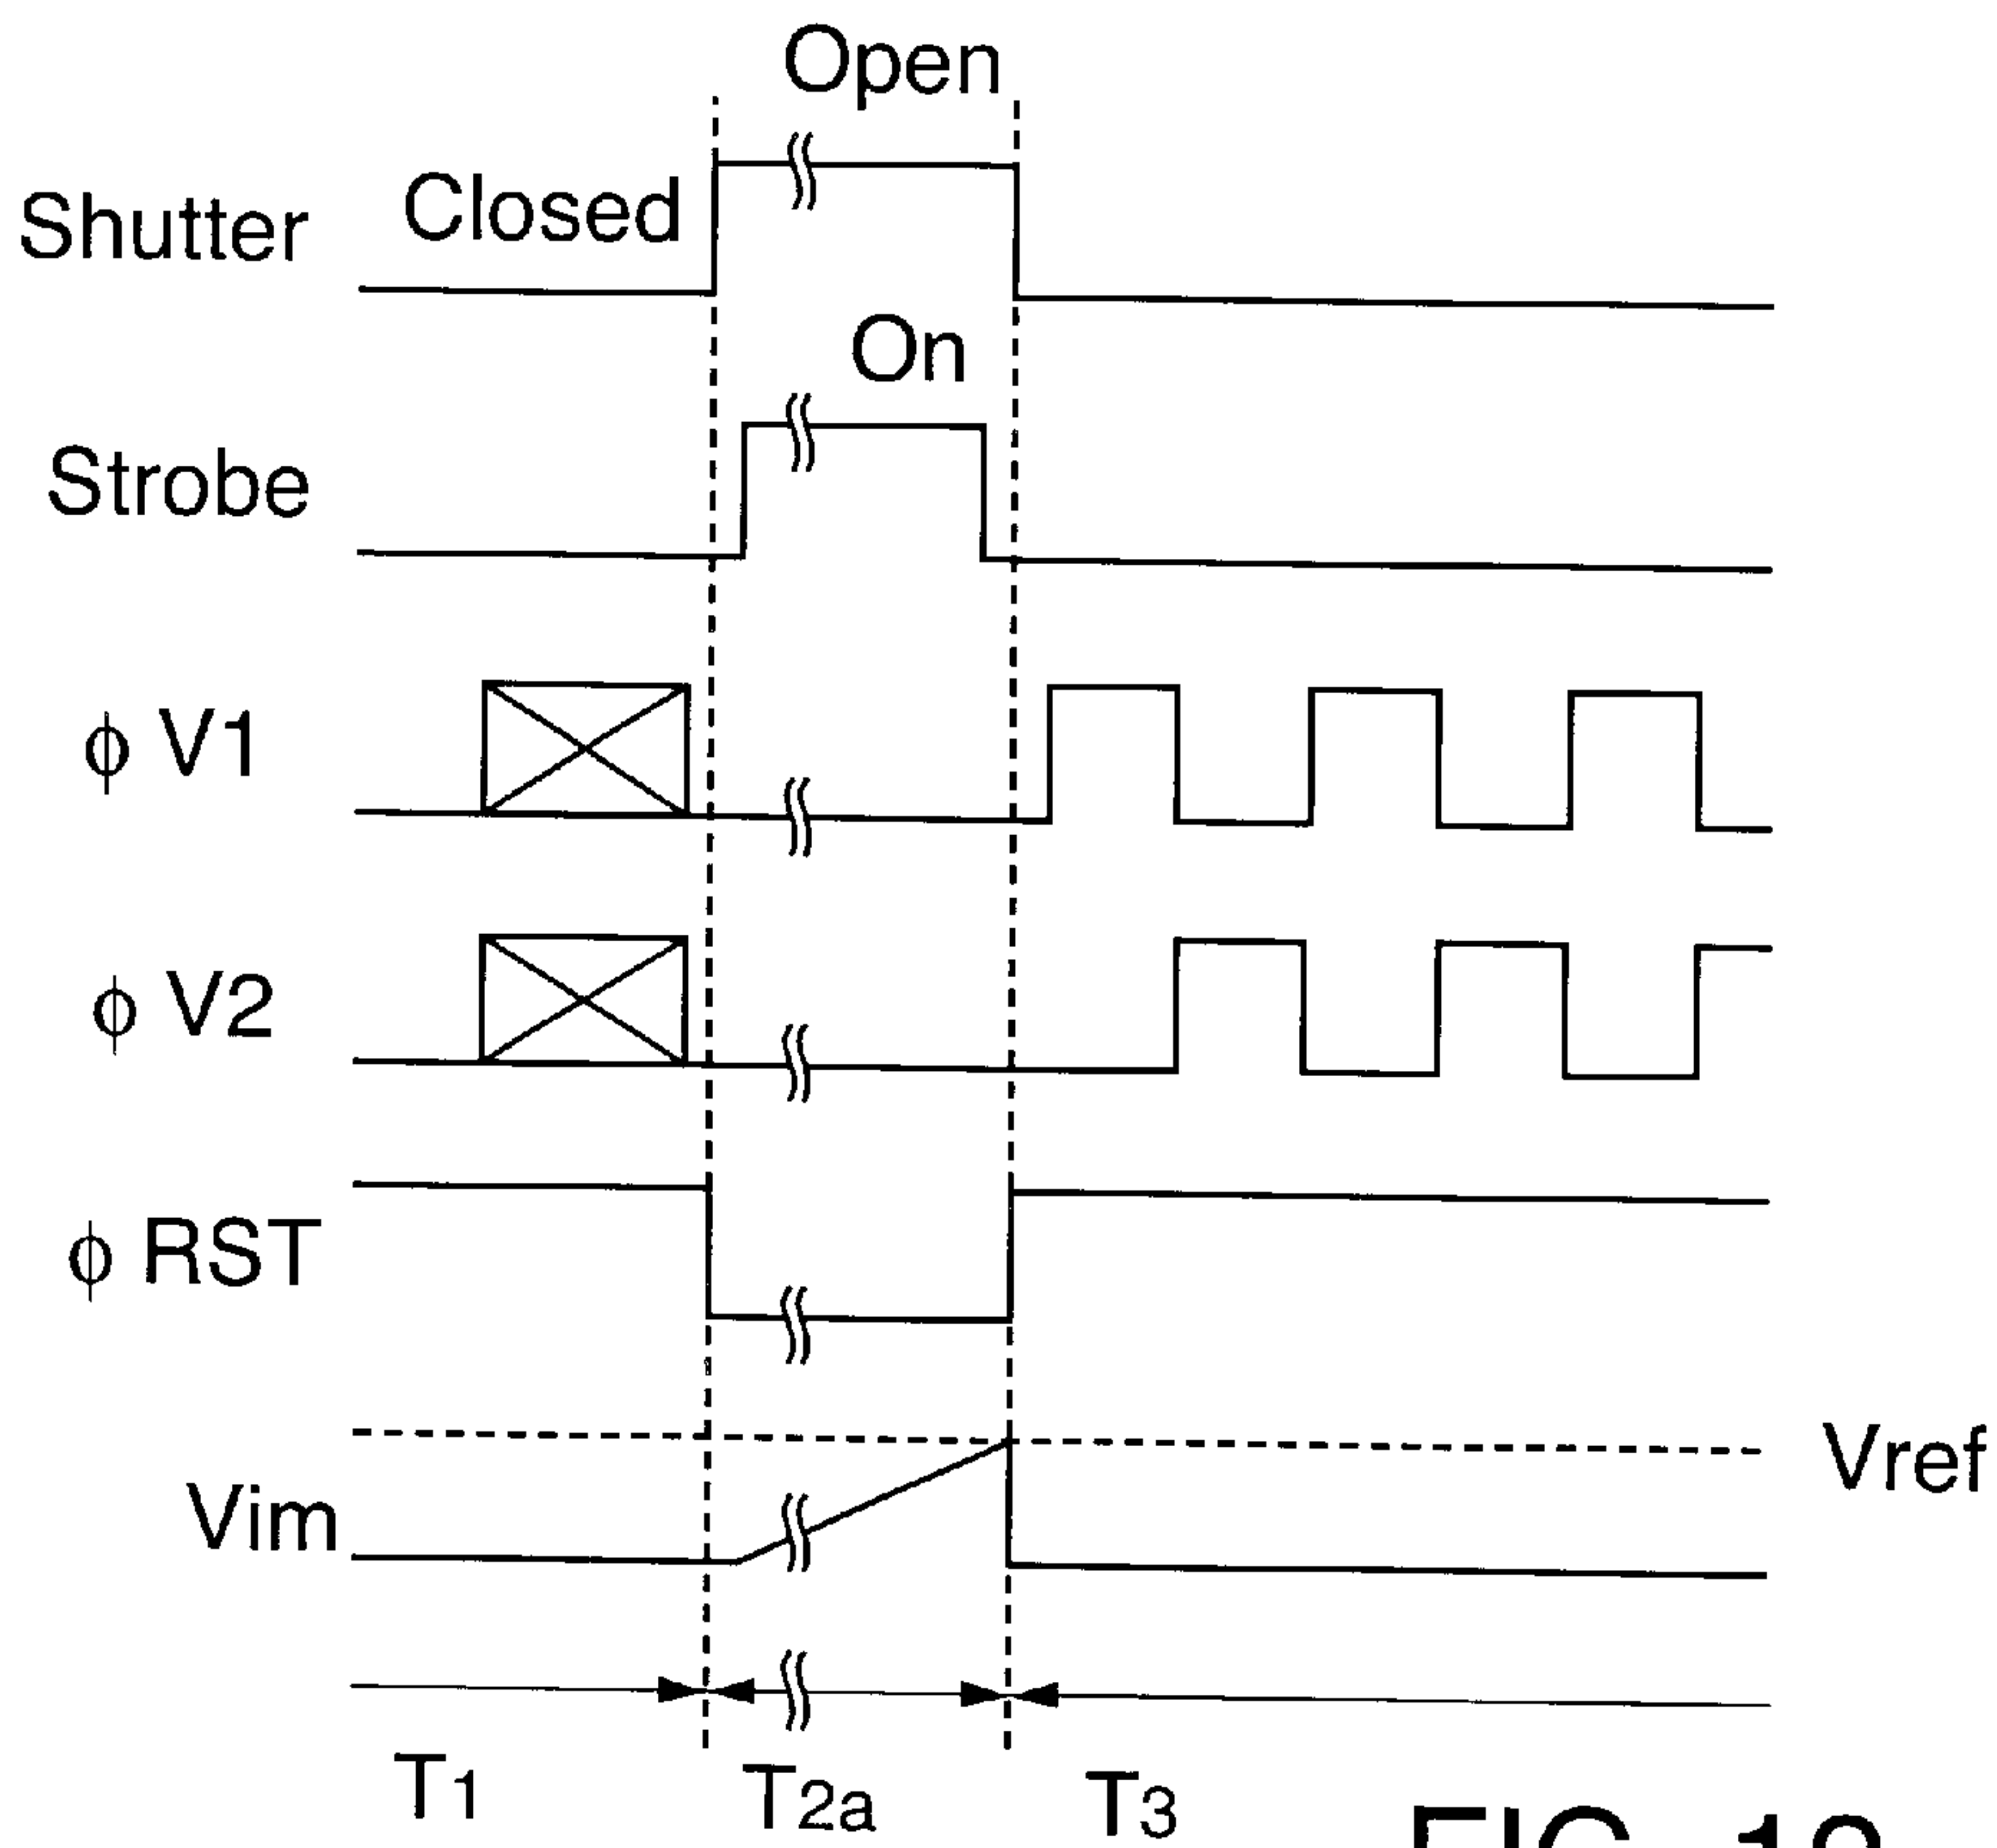 Open
Shutter Closed
On
Strobe
φ V1
φ V2
φ RST
Vref
Vim
T1 T2a T3